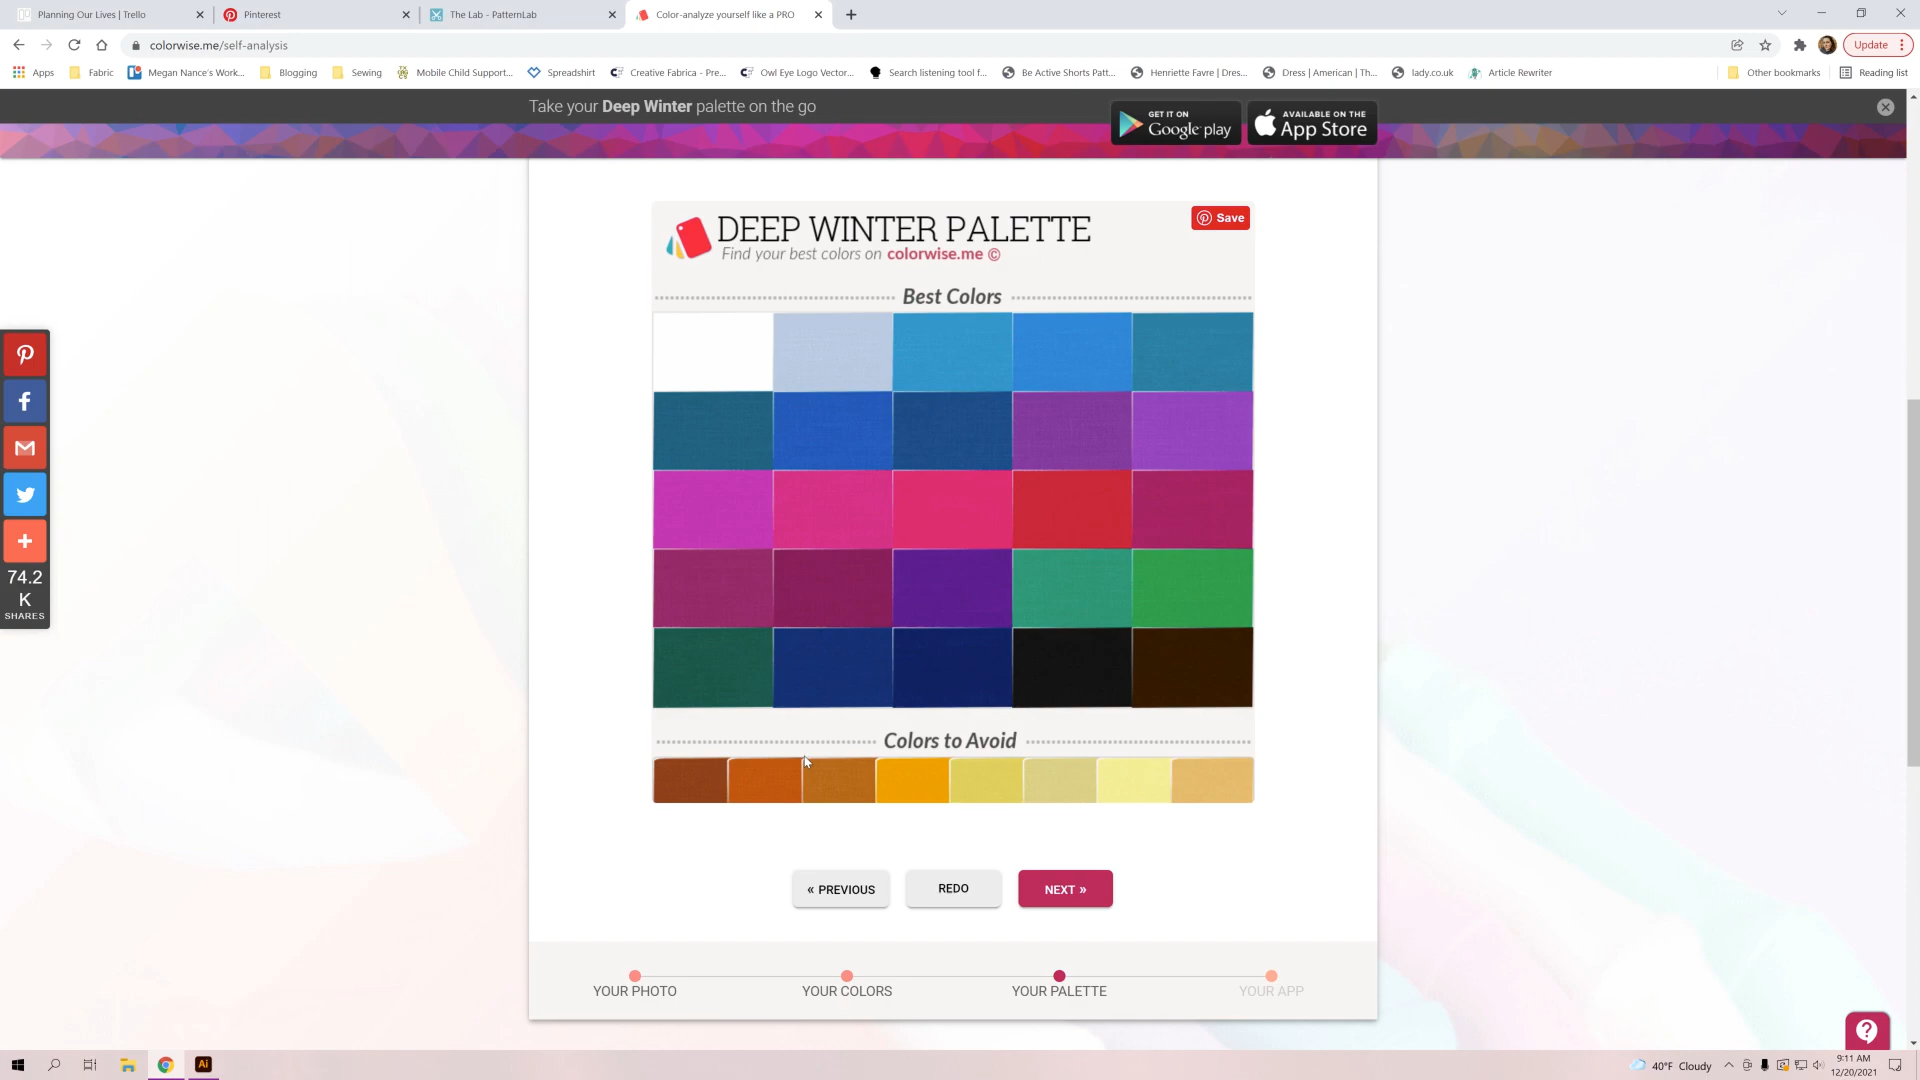 Planning Our Lives | Trello
Pinterest
The Lab - PatternLab
Color-analyze yourself like a PRO
colorwise.me/self-analysis
Update
Apps
Fabric
Megan Nance's Work...
Blogging
Sewing
Mobile Child Support...
Spreadshirt
Creative Fabrica - Pre...
Owl Eye Logo Vector...
Search listening tool f...
Be Active Shorts Patt...
Henriette Favre | Dres...
Dress | American | Th...
lady.co.uk
Article Rewriter
Other bookmarks
Reading list
Take your Deep Winter palette on the go
GET IT ON
Google play
AVAILABLE ON THE
App Store
DEEP WINTER PALETTE
Save
Find your best colors on colorwise.me ©
Best Colors
74.2
K
SHARES
Colors to Avoid
« PREVIOUS
REDO
NEXT »
YOUR PHOTO
YOUR COLORS
YOUR PALETTE
YOUR APP
Ai
40°F Cloudy
9:11 AM
12/20/2021